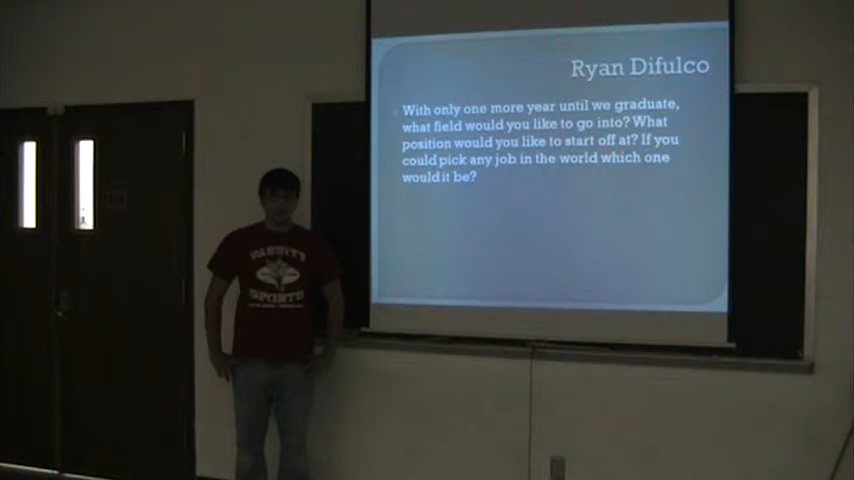 Ryan Difulco
With only one more year until we graduate,
what field would you like to go into? What
position would you like to start off at? If you
could pick any job in the world which one
would it be?
SPORTS